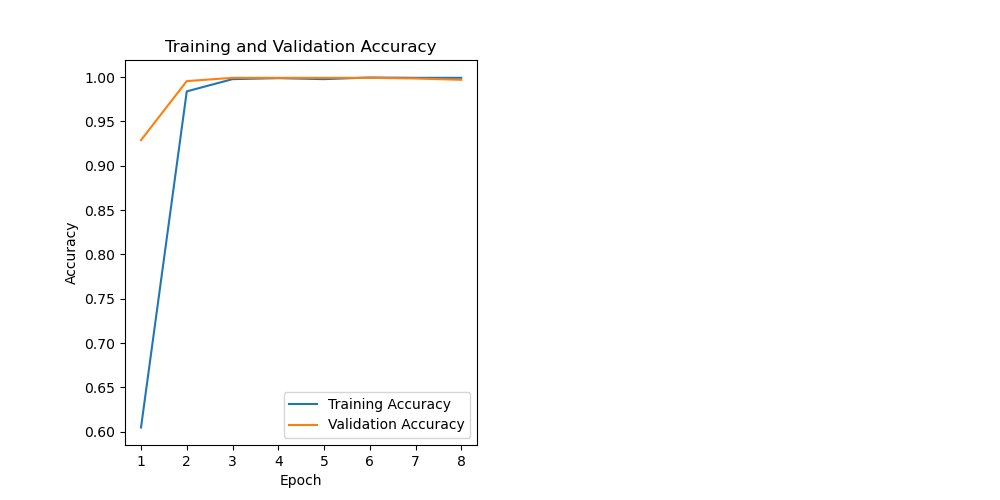 Training and Validation Accuracy
Accuracy
1.00
0.95
0.90
0.85
0.80
0.75
0.70
0.65
0.60
Training Accuracy
Validation Accuracy
1 2 3 4 5 6 7 8
Epoch